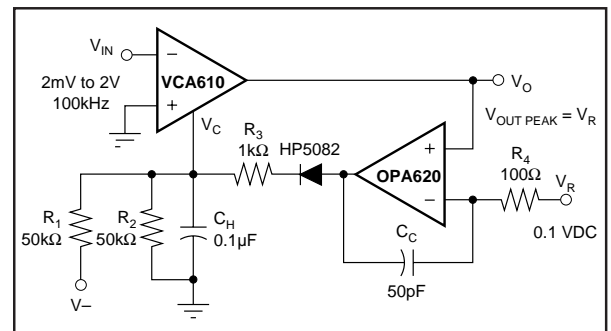 V_IN
–
VCA610
+
2mV to 2V
100kHz
V_O
V_OUT PEAK = V_R
V_C
R_3
1kΩ
HP5082
+
OPA620
–
R_4
100Ω
V_R
0.1 VDC
R_1
50kΩ
R_2
50kΩ
C_H
0.1µF
C_C
50pF
V–